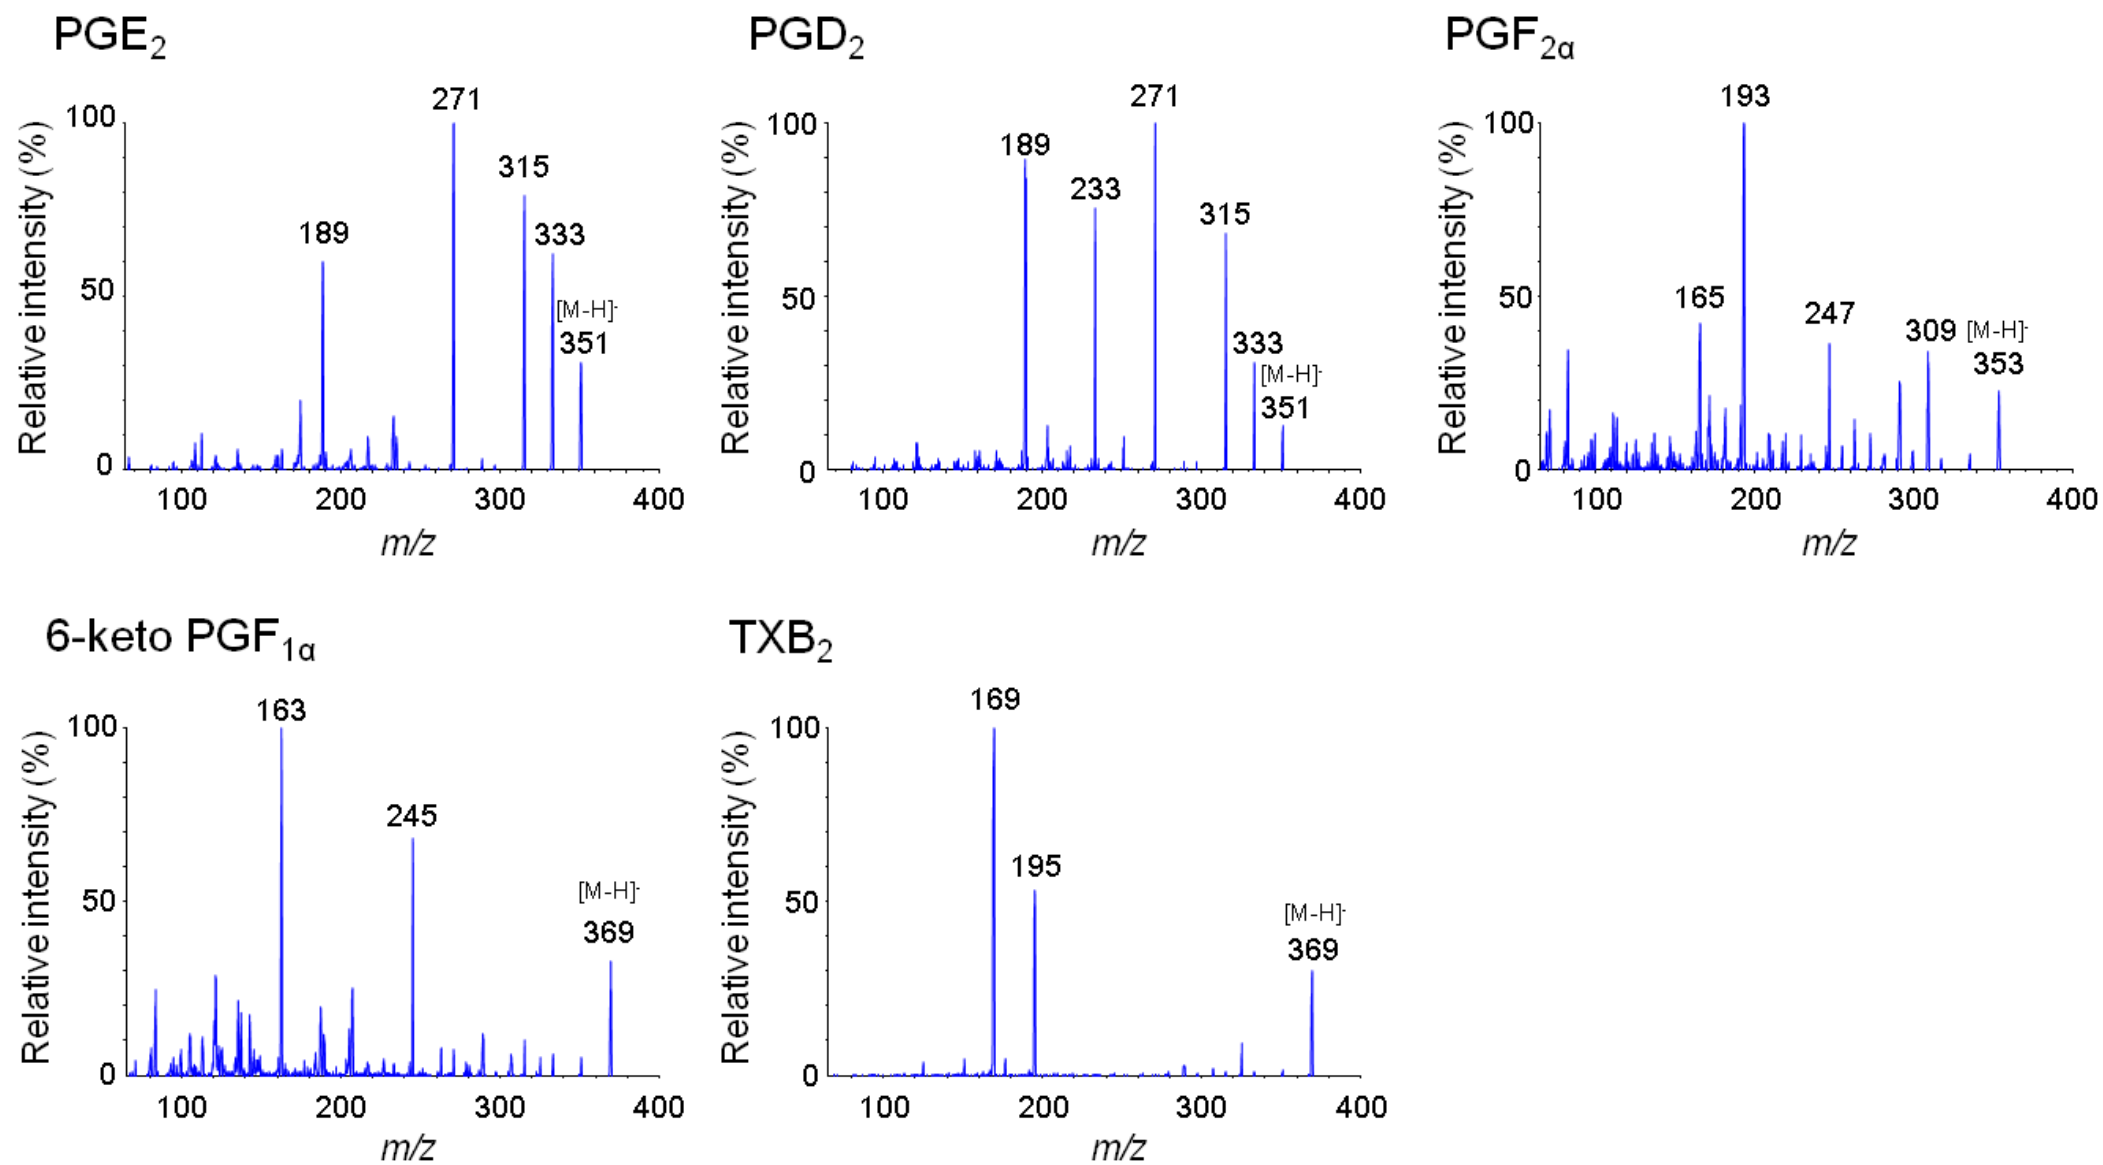 PGE₂
Relative intensity (%)
100
50
0
271
315
189
333
[M-H]⁻
351
100 200 300 400
m/z
PGD₂
Relative intensity (%)
100
50
0
271
189
233
315
333
[M-H]⁻
351
100 200 300 400
m/z
PGF₂α
Relative intensity (%)
100
50
0
193
165
247
309
[M-H]⁻
353
100 200 300 400
m/z
6-keto PGF₁α
Relative intensity (%)
100
50
0
163
245
[M-H]⁻
369
100 200 300 400
m/z
TXB₂
Relative intensity (%)
100
50
0
169
195
[M-H]⁻
369
100 200 300 400
m/z